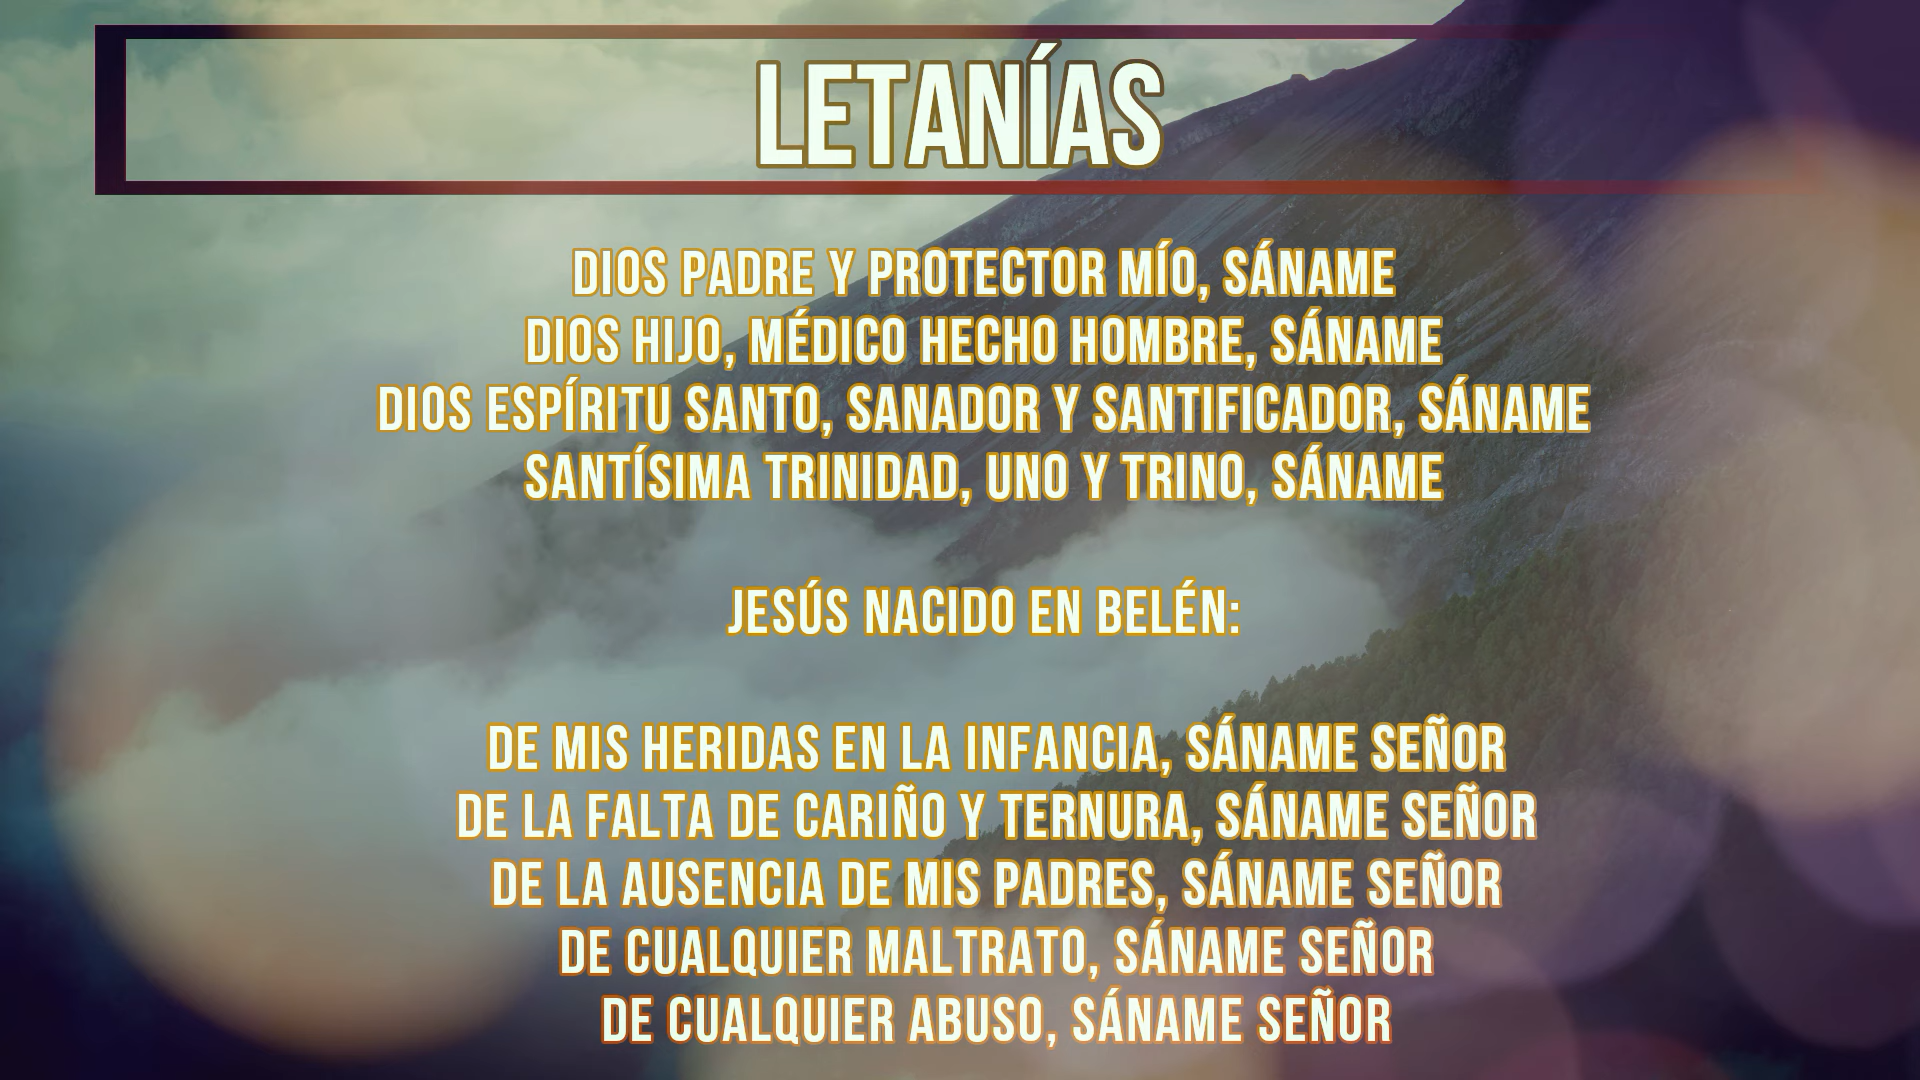 LETANÍAS
DIOS PADRE Y PROTECTOR MÍO, SÁNAME
DIOS HIJO, MÉDICO HECHO HOMBRE, SÁNAME
DIOS ESPÍRITU SANTO, SANADOR Y SANTIFICADOR, SÁNAME
SANTÍSIMA TRINIDAD, UNO Y TRINO, SÁNAME
JESÚS NACIDO EN BELÉN:
DE MIS HERIDAS EN LA INFANCIA, SÁNAME SEÑOR
DE LA FALTA DE CARIÑO Y TERNURA, SÁNAME SEÑOR
DE LA AUSENCIA DE MIS PADRES, SÁNAME SEÑOR
DE CUALQUIER MALTRATO, SÁNAME SEÑOR
DE CUALQUIER ABUSO, SÁNAME SEÑOR